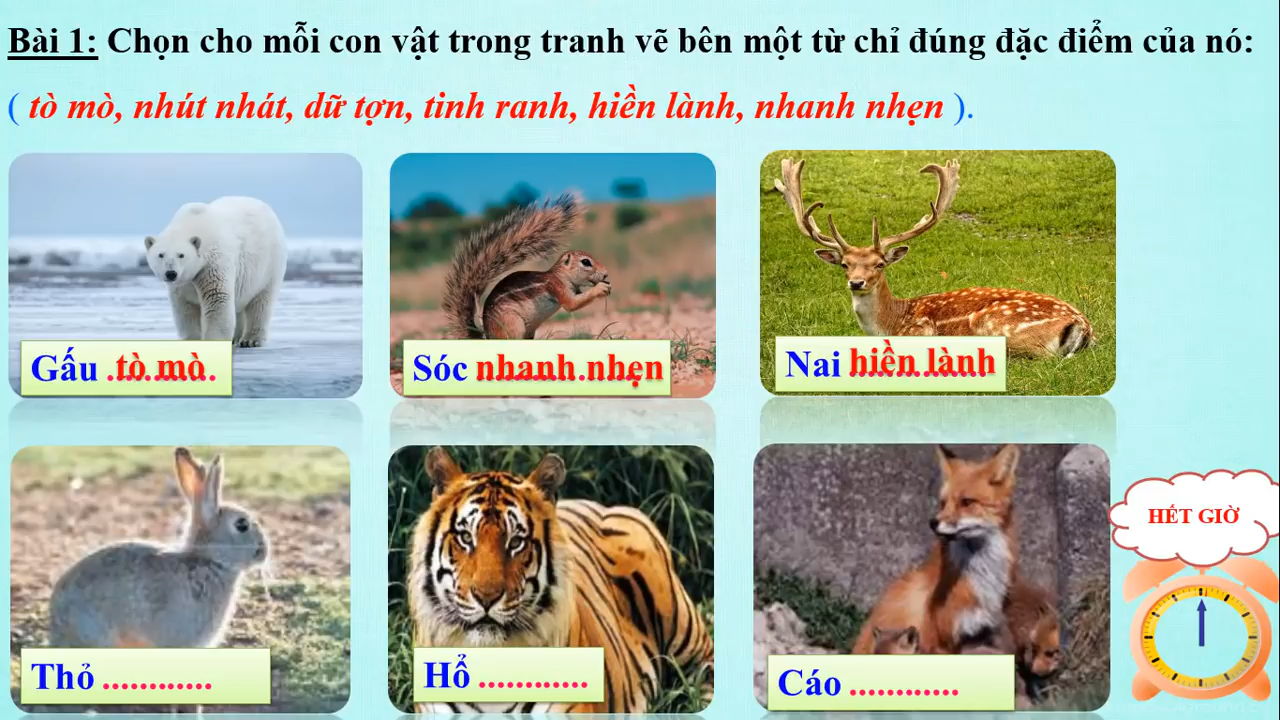 Bài 1: Chọn cho mỗi con vật trong tranh vẽ bên một từ chỉ đúng đặc điểm của nó:
( tò mò, nhút nhát, dữ tợn, tinh ranh, hiền lành, nhanh nhẹn ).
Gấu tò mò
Sóc nhanh nhẹn
Nai hiền lành
Thỏ ............
Hổ ............
Cáo ............
HẾT GIỜ